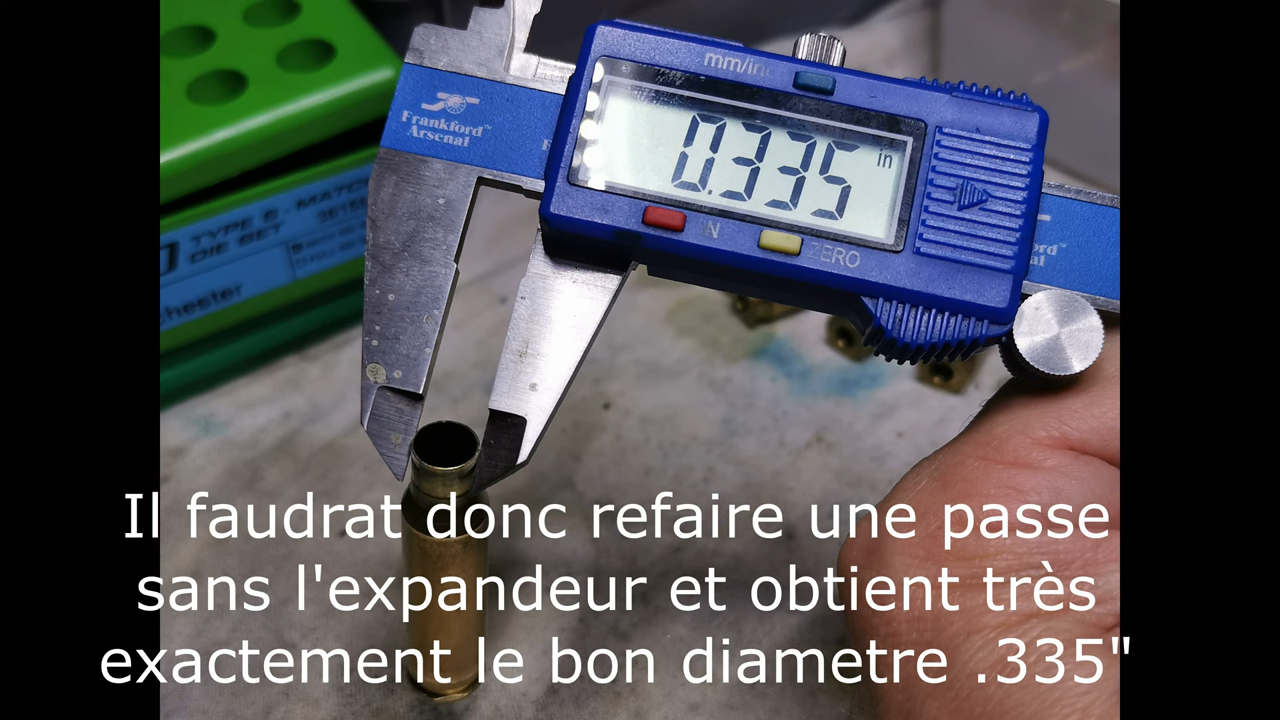 mm/in
Frankford
Arsenal
0.335
in
ZERO
TYPE S - MATCH
DIE SET
chester
Il faudrat donc refaire une passe
sans l'expandeur et obtient très
exactement le bon diametre .335"